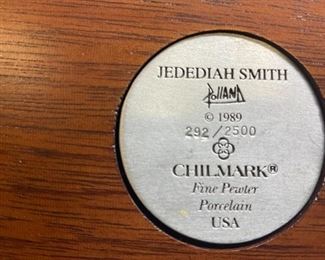 JEDEDIAH SMITH
Polland
© 1989
292/2500
CHILMARK®
Fine Pewter
Porcelain
USA